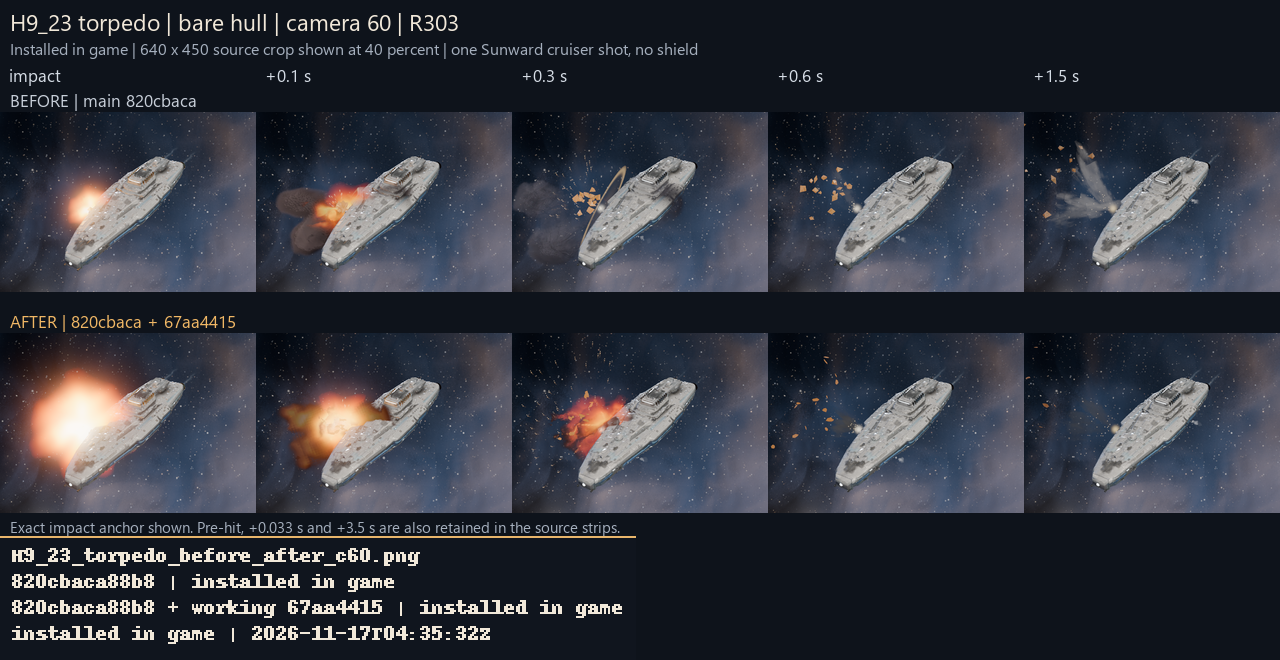 H9_23 torpedo | bare hull | camera 60 | R303
Installed in game | 640 x 450 source crop shown at 40 percent | one Sunward cruiser shot, no shield
impact +0.1 s +0.3 s +0.6 s +1.5 s
BEFORE | main 820cbaca
AFTER | 820cbaca + 67aa4415
Exact impact anchor shown. Pre-hit, +0.033 s and +3.5 s are also retained in the source strips.
H9_23_torpedo_before_after_c60.png
820cbaca88b8 | installed in game
820cbaca88b8 + working 67aa4415 | installed in game
installed in game | 2026-11-17T04:35:32Z